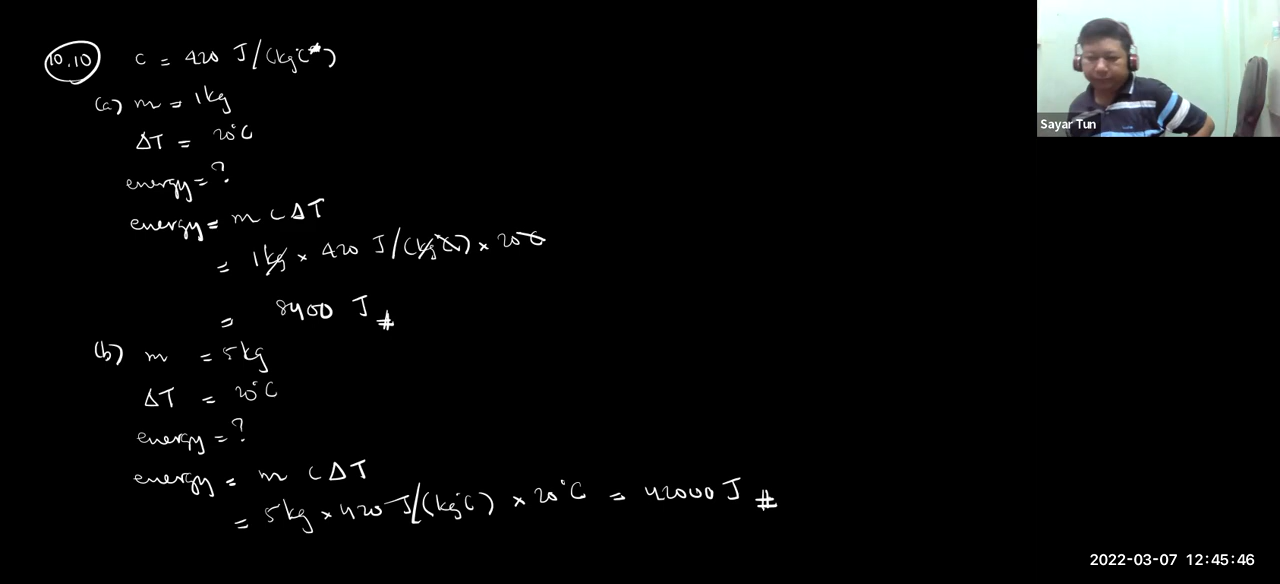 10.10 c = 420 J/(kg°C)
(a) m = 1kg
ΔT = 20°C
energy = ?
energy = m c ΔT
= 1kg × 420 J/(kg°C) × 20°C
= 8400 J #
(b) m = 5kg
ΔT = 20°C
energy = ?
energy = m c ΔT
= 5kg × 420 J/(kg°C) × 20°C = 42000 J #
Sayar Tun
2022-03-07 12:45:46